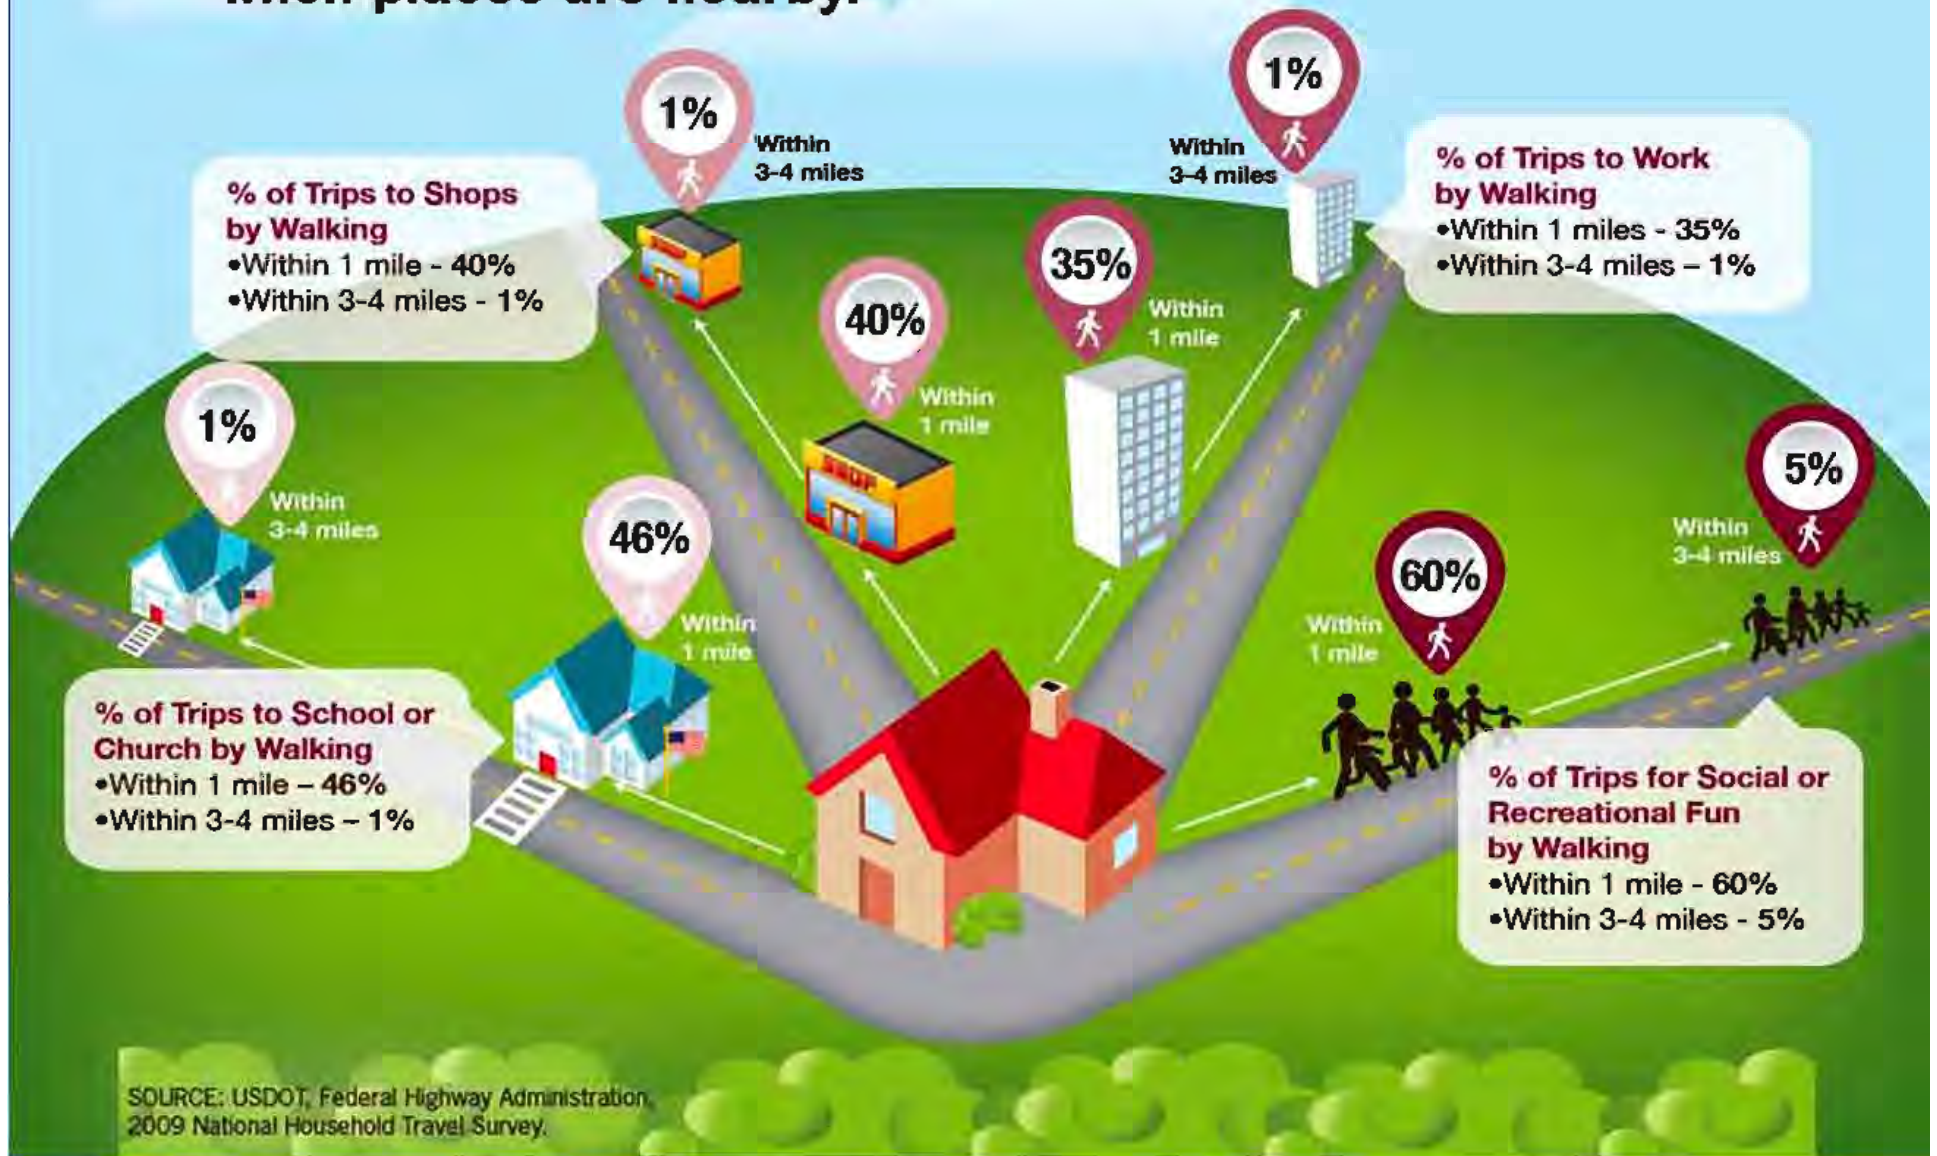 when places are nearby.
1%
Within
3-4 miles
1%
Within
3-4 miles
% of Trips to Shops
by Walking
•Within 1 mile - 40%
•Within 3-4 miles - 1%
% of Trips to Work
by Walking
•Within 1 miles - 35%
•Within 3-4 miles – 1%
40%
Within
1 mile
35%
Within
1 mile
SHOP
1%
Within
3-4 miles
46%
Within
1 mile
60%
Within
1 mile
5%
Within
3-4 miles
% of Trips to School or
Church by Walking
•Within 1 mile – 46%
•Within 3-4 miles – 1%
% of Trips for Social or
Recreational Fun
by Walking
•Within 1 mile - 60%
•Within 3-4 miles - 5%
SOURCE: USDOT, Federal Highway Administration,
2009 National Household Travel Survey.